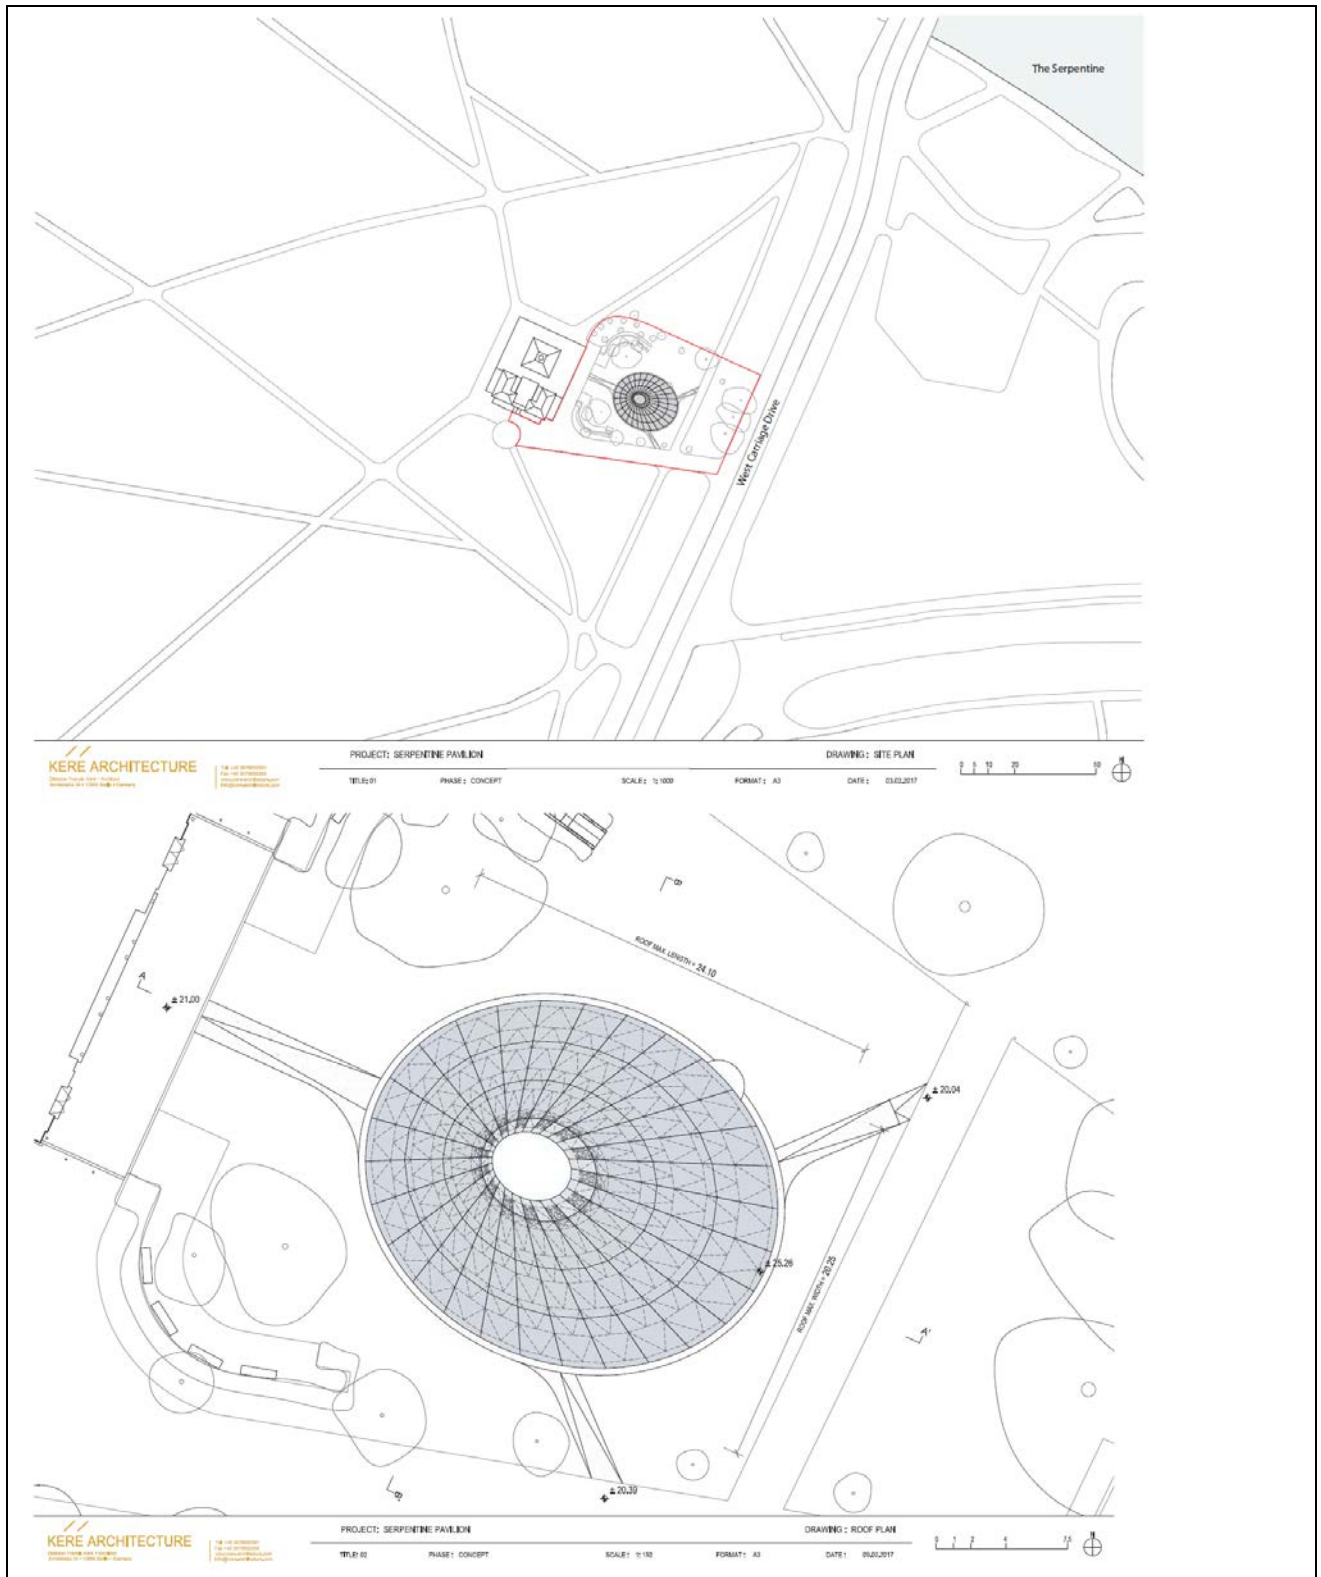 The Serpentine
West Carriage Drive
KERE ARCHITECTURE
PROJECT: SERPENTINE PAVILION
DRAWING : SITE PLAN
TITLE: 01
PHASE : CONCEPT
SCALE : 1:1000
FORMAT : A3
DATE : 03.02.2017
0 5 10 20 50
N
B
ROOF MAX. LENGTH = 24.10
A
± 21.00
± 20.04
± 25.26
ROOF MAX. WIDTH = 20.25
A'
B'
± 20.39
KERE ARCHITECTURE
PROJECT: SERPENTINE PAVILION
DRAWING : ROOF PLAN
TITLE: 02
PHASE : CONCEPT
SCALE : 1:150
FORMAT : A3
DATE :
0 1 2 4 7.5
N